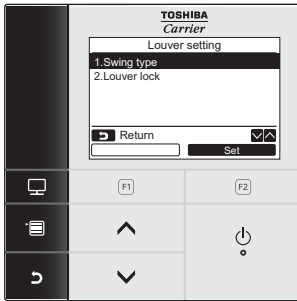 TOSHIBA
Carrier
Louver setting
1.Swing type
2.Louver lock
Return
Set
F1
F2